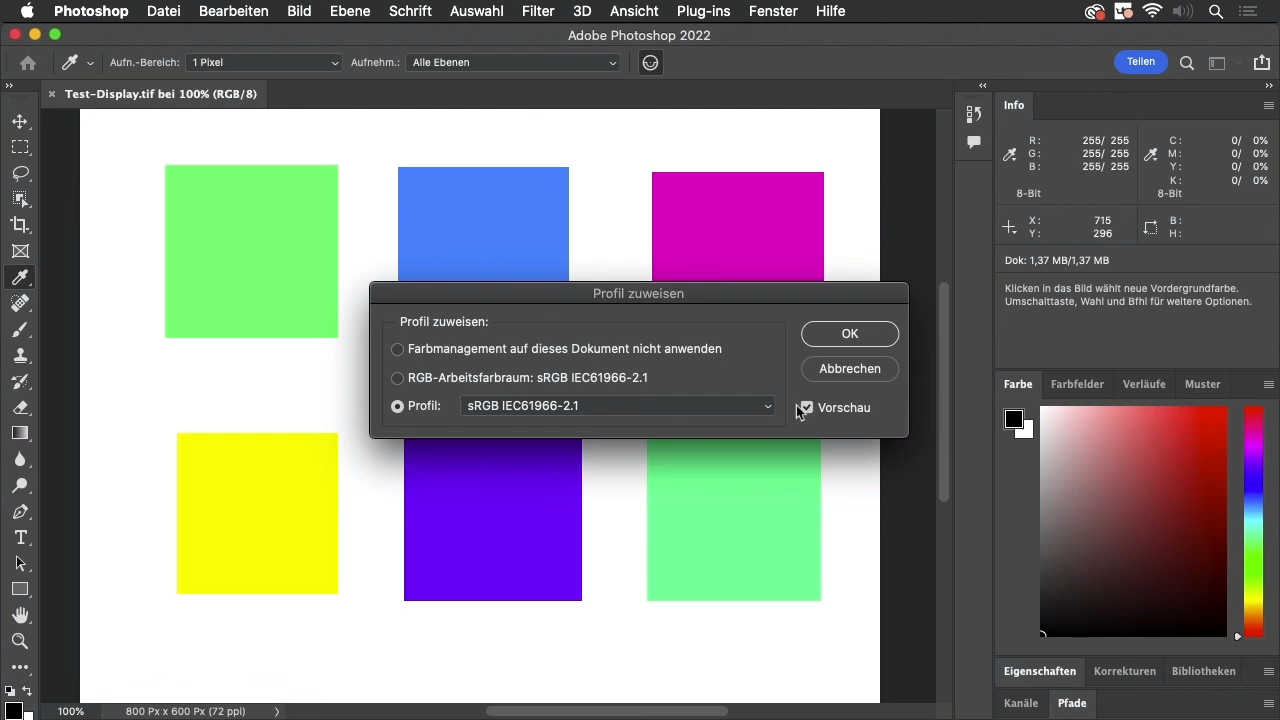 Photoshop Datei Bearbeiten Bild Ebene Schrift Auswahl Filter 3D Ansicht Plug-ins Fenster Hilfe
Adobe Photoshop 2022
Aufn.-Bereich: 1 Pixel Aufnehm.: Alle Ebenen Teilen
Test-Display.tif bei 100% (RGB/8)
Info
R: 255/ 255 C: 0/ 0%
G: 255/ 255 M: 0/ 0%
B: 255/ 255 Y: 0/ 0%
K: 0/ 0%
8-Bit 8-Bit
X: 715 B:
Y: 296 H:
Dok: 1,37 MB/1,37 MB
Klicken in das Bild wählt neue Vordergrundfarbe.
Umschalttaste, Wahl und Bfhl für weitere Optionen.
Profil zuweisen
Profil zuweisen:
Farbmanagement auf dieses Dokument nicht anwenden
RGB-Arbeitsfarbraum: sRGB IEC61966-2.1
Profil: sRGB IEC61966-2.1
OK
Abbrechen
Vorschau
Farbe Farbfelder Verläufe Muster
Eigenschaften Korrekturen Bibliotheken
Kanäle Pfade
100% 800 Px x 600 Px (72 ppi)